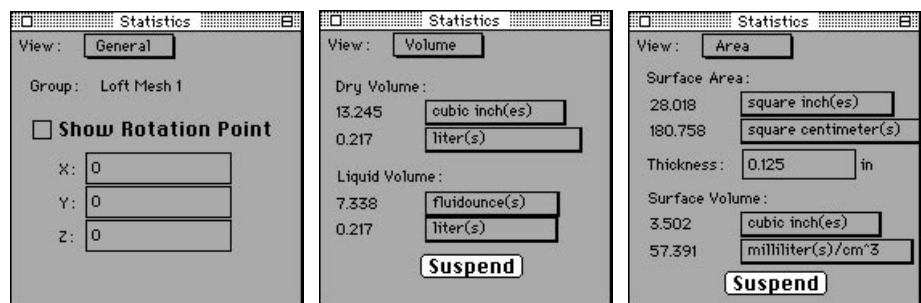 Statistics
View: General
Group: Loft Mesh 1
Show Rotation Point
X: 0
Y: 0
Z: 0
Statistics
View: Volume
Dry Volume:
13.245 cubic inch(es)
0.217 liter(s)
Liquid Volume:
7.338 fluidounce(s)
0.217 liter(s)
Suspend
Statistics
View: Area
Surface Area:
28.018 square inch(es)
180.758 square centimeter(s)
Thickness: 0.125 in
Surface Volume:
3.502 cubic inch(es)
57.391 milliliter(s)/cm^3
Suspend